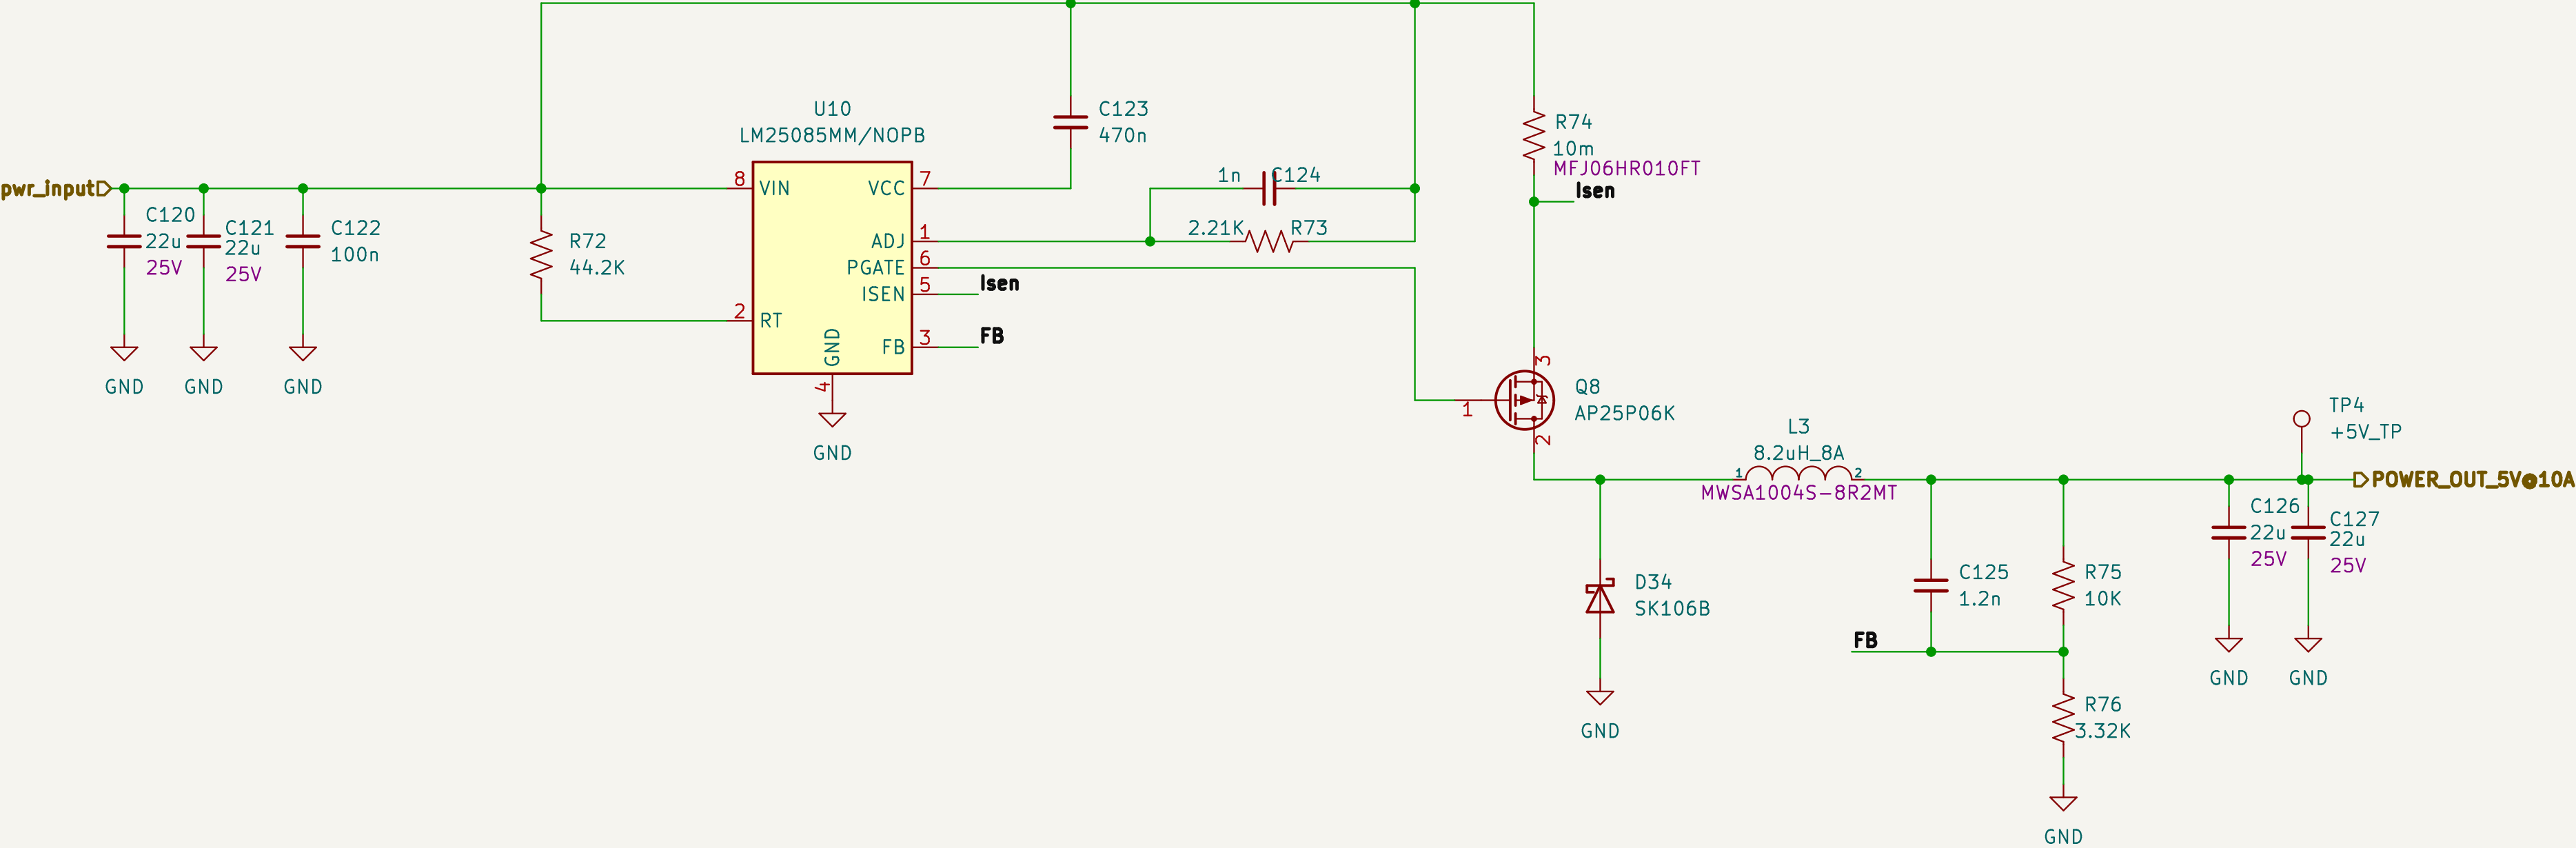 pwr_input
C120
22u
25V
GND
C121
22u
25V
GND
C122
100n
GND
R72
44.2K
U10
LM25085MM/NOPB
8
VIN
VCC
7
ADJ
1
PGATE
6
ISEN
5
2
RT
FB
3
GND
4
GND
Isen
FB
C123
470n
1n
C124
2.21K
R73
R74
10m
MFJ06HR010FT
Isen
3
1
2
Q8
AP25P06K
L3
8.2uH_8A
1
2
MWSA1004S-8R2MT
D34
SK106B
GND
C125
1.2n
FB
R75
10K
R76
3.32K
GND
TP4
+5V_TP
POWER_OUT_5V@10A
C126
22u
25V
GND
C127
22u
25V
GND